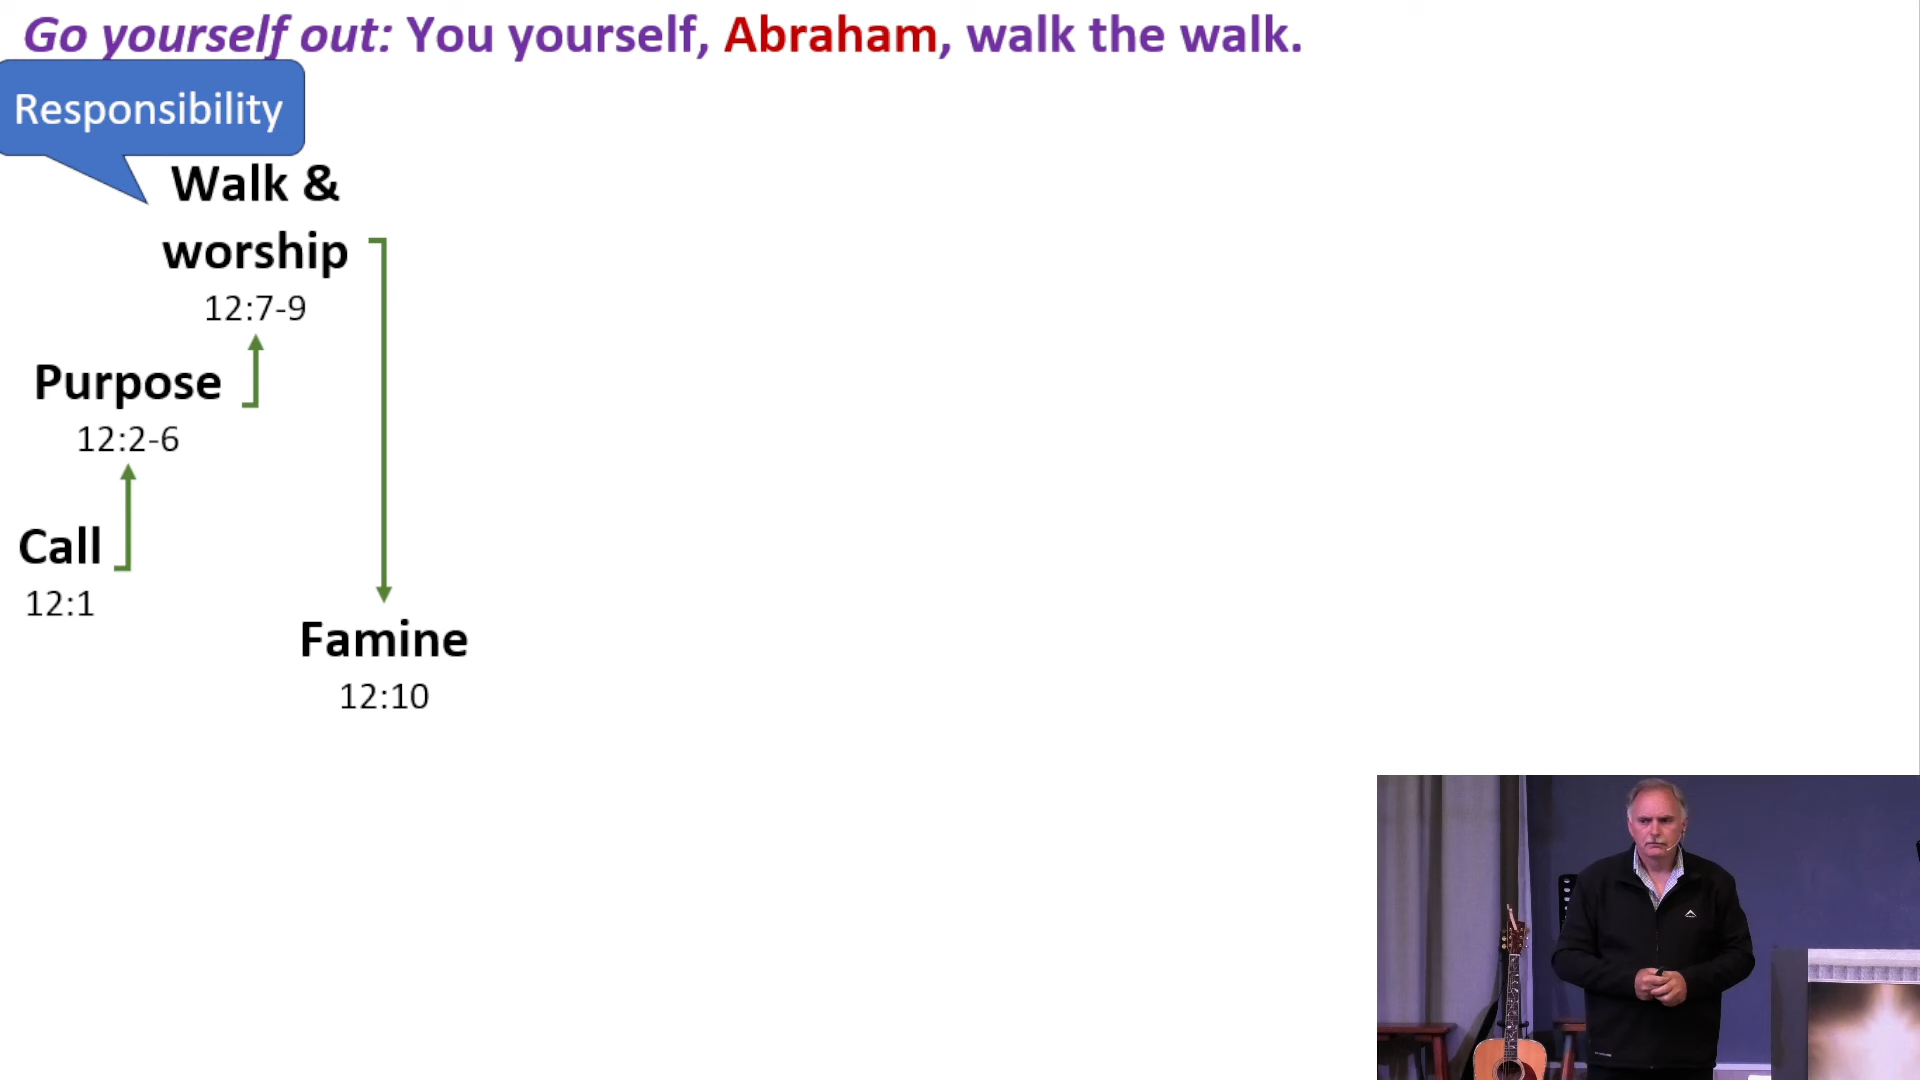 Go yourself out: You yourself, Abraham, walk the walk.
Responsibility
Walk &
worship
12:7-9
Purpose
12:2-6
Call
12:1
Famine
12:10